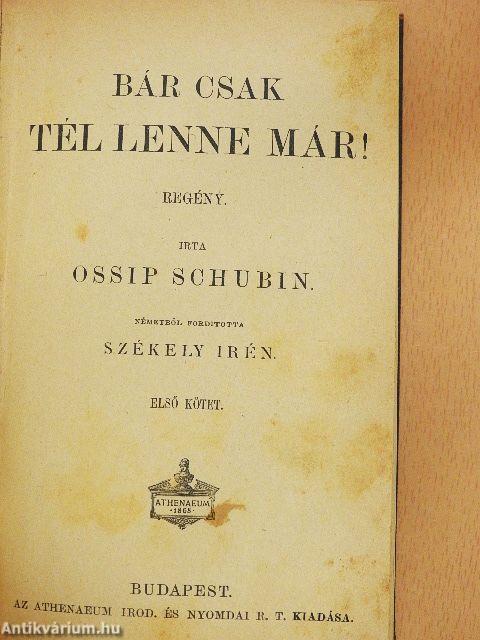 BÁR CSAK
TÉL LENNE MÁR!
REGÉNY.
IRTA
OSSIP SCHUBIN.
NÉMETBŐL FORDITOTTA
SZÉKELY IRÉN.
ELSŐ KÖTET.
ATHENAEUM
·1868·
BUDAPEST.
AZ ATHENAEUM IROD. ÉS NYOMDAI R. T. KIADÁSA.
Antikvárium.hu